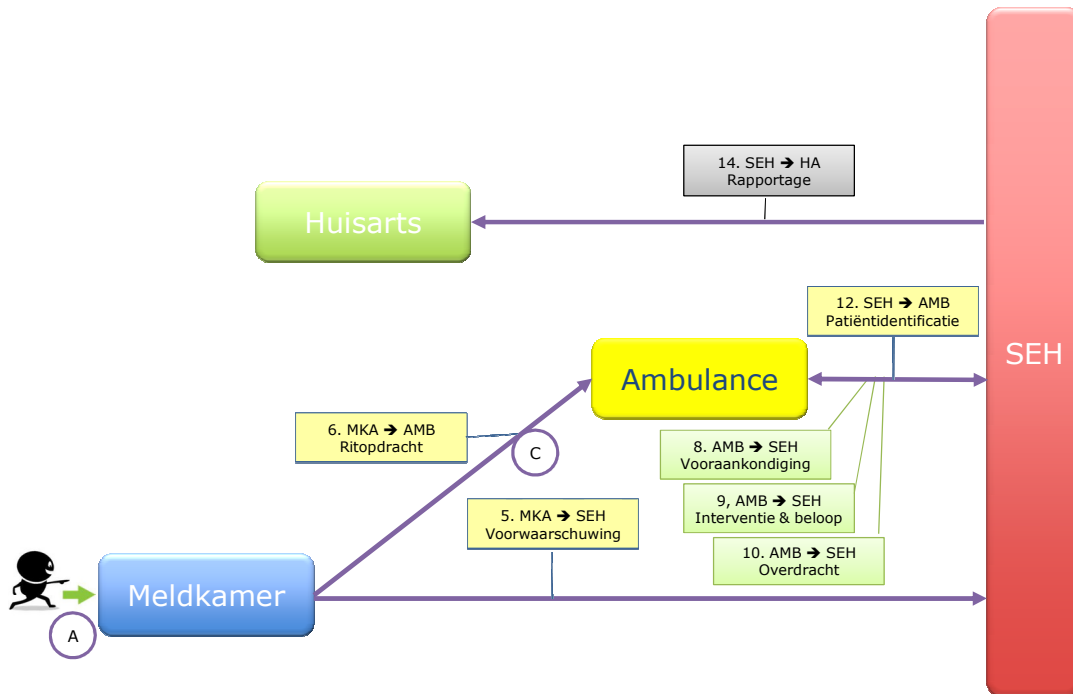 14. SEH ➔ HA
Rapportage
Huisarts
12. SEH ➔ AMB
Patiëntidentificatie
SEH
Ambulance
6. MKA ➔ AMB
Ritopdracht
C
8. AMB ➔ SEH
Vooraankondiging
9, AMB ➔ SEH
Interventie & beloop
5. MKA ➔ SEH
Voorwaarschuwing
10. AMB ➔ SEH
Overdracht
Meldkamer
A